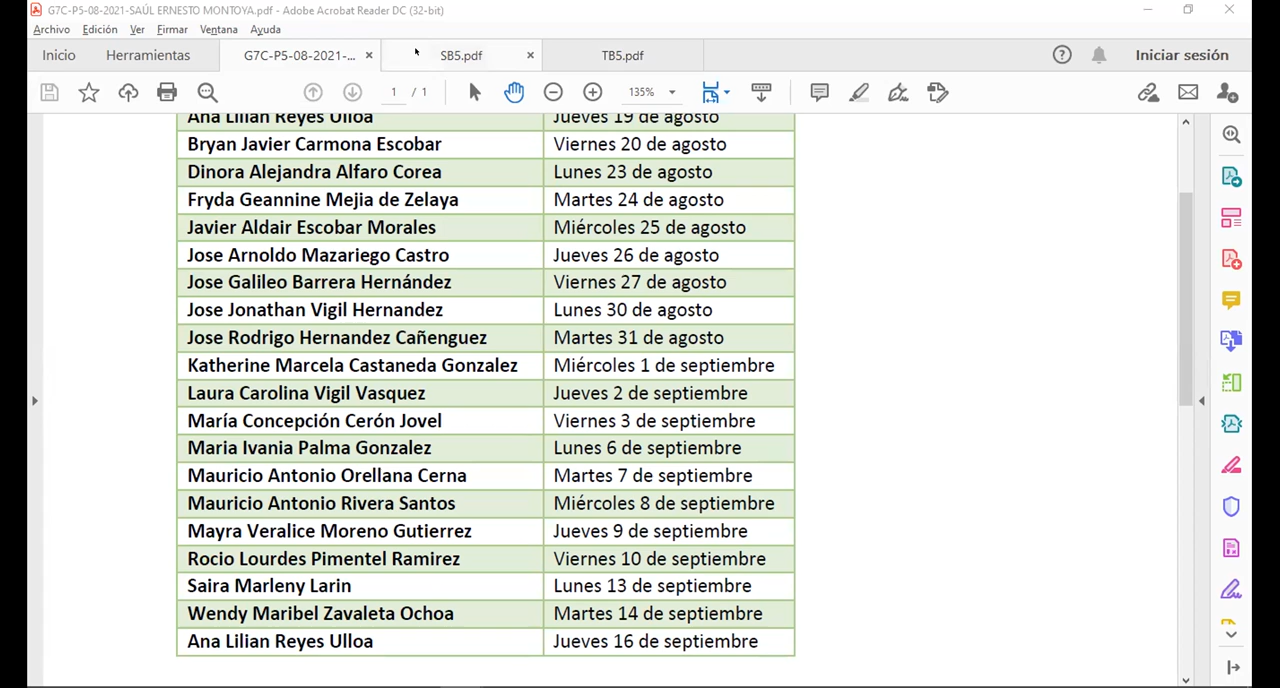 G7C-P5-08-2021-SAÚL ERNESTO MONTOYA.pdf - Adobe Acrobat Reader DC (32-bit)
Archivo Edición Ver Firmar Ventana Ayuda
Inicio Herramientas G7C-P5-08-2021-... × SB5.pdf × TB5.pdf Iniciar sesión
1 / 1 135%
Ana Lilian Reyes Ulloa Jueves 19 de agosto
Bryan Javier Carmona Escobar Viernes 20 de agosto
Dinora Alejandra Alfaro Corea Lunes 23 de agosto
Fryda Geannine Mejia de Zelaya Martes 24 de agosto
Javier Aldair Escobar Morales Miércoles 25 de agosto
Jose Arnoldo Mazariego Castro Jueves 26 de agosto
Jose Galileo Barrera Hernández Viernes 27 de agosto
Jose Jonathan Vigil Hernandez Lunes 30 de agosto
Jose Rodrigo Hernandez Cañenguez Martes 31 de agosto
Katherine Marcela Castaneda Gonzalez Miércoles 1 de septiembre
Laura Carolina Vigil Vasquez Jueves 2 de septiembre
María Concepción Cerón Jovel Viernes 3 de septiembre
Maria Ivania Palma Gonzalez Lunes 6 de septiembre
Mauricio Antonio Orellana Cerna Martes 7 de septiembre
Mauricio Antonio Rivera Santos Miércoles 8 de septiembre
Mayra Veralice Moreno Gutierrez Jueves 9 de septiembre
Rocio Lourdes Pimentel Ramirez Viernes 10 de septiembre
Saira Marleny Larin Lunes 13 de septiembre
Wendy Maribel Zavaleta Ochoa Martes 14 de septiembre
Ana Lilian Reyes Ulloa Jueves 16 de septiembre